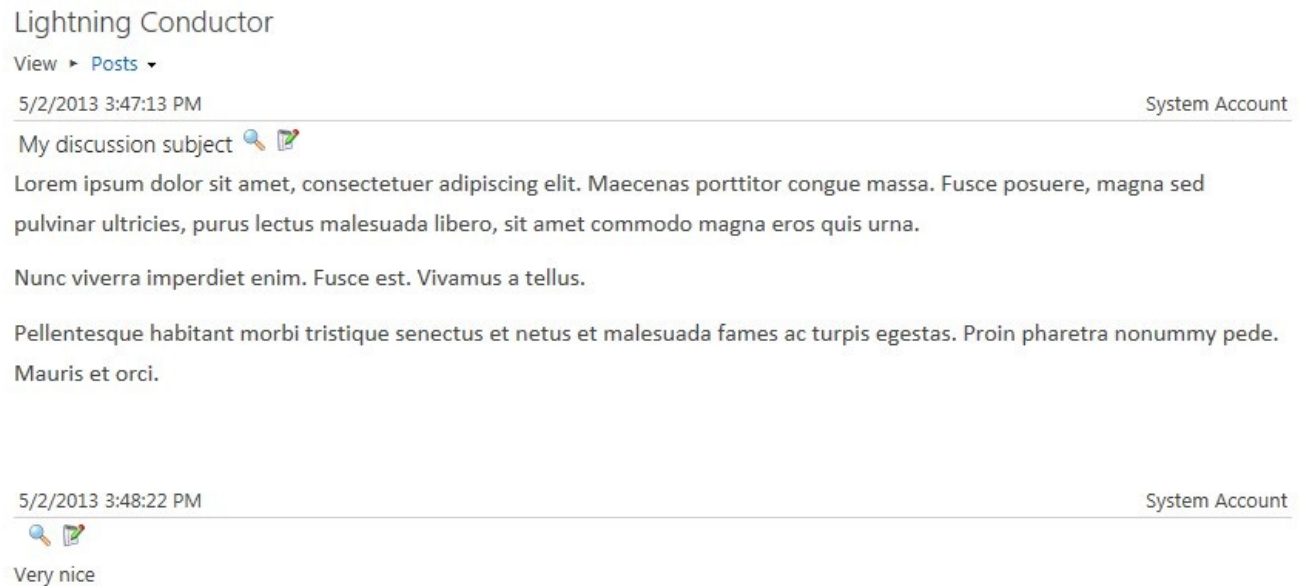 Lightning Conductor
View ▸ Posts ▾
5/2/2013 3:47:13 PM System Account
My discussion subject
Lorem ipsum dolor sit amet, consectetuer adipiscing elit. Maecenas porttitor congue massa. Fusce posuere, magna sed
pulvinar ultricies, purus lectus malesuada libero, sit amet commodo magna eros quis urna.
Nunc viverra imperdiet enim. Fusce est. Vivamus a tellus.
Pellentesque habitant morbi tristique senectus et netus et malesuada fames ac turpis egestas. Proin pharetra nonummy pede.
Mauris et orci.
5/2/2013 3:48:22 PM System Account
Very nice